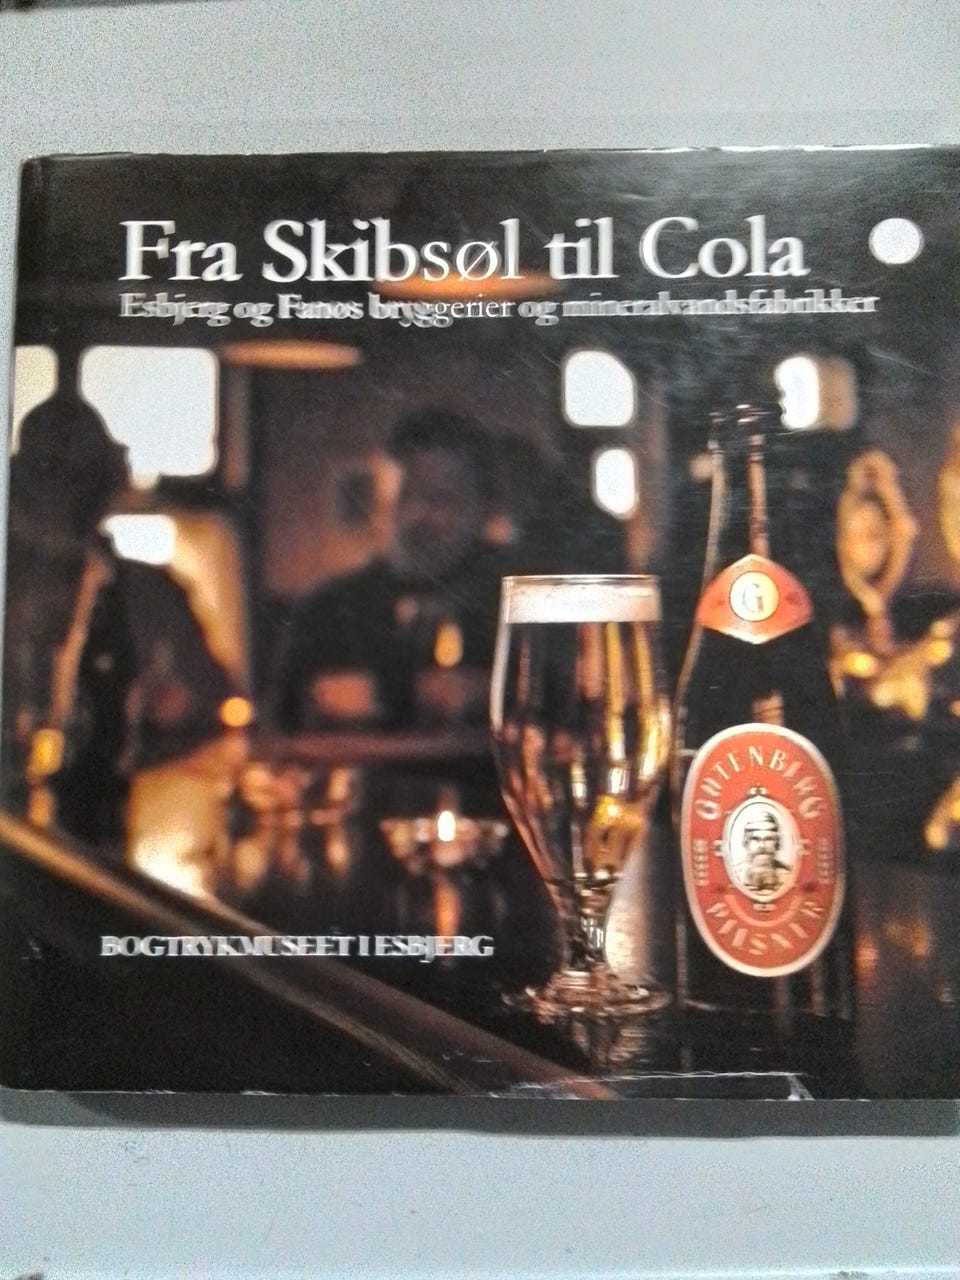 Fra Skibsøl til Cola
Esbjerg og Fanøs bryggerier og mineralvandsfabrikker
G
GUTENBERG
PILSNER
BOGTRYKMUSEET I ESBJERG